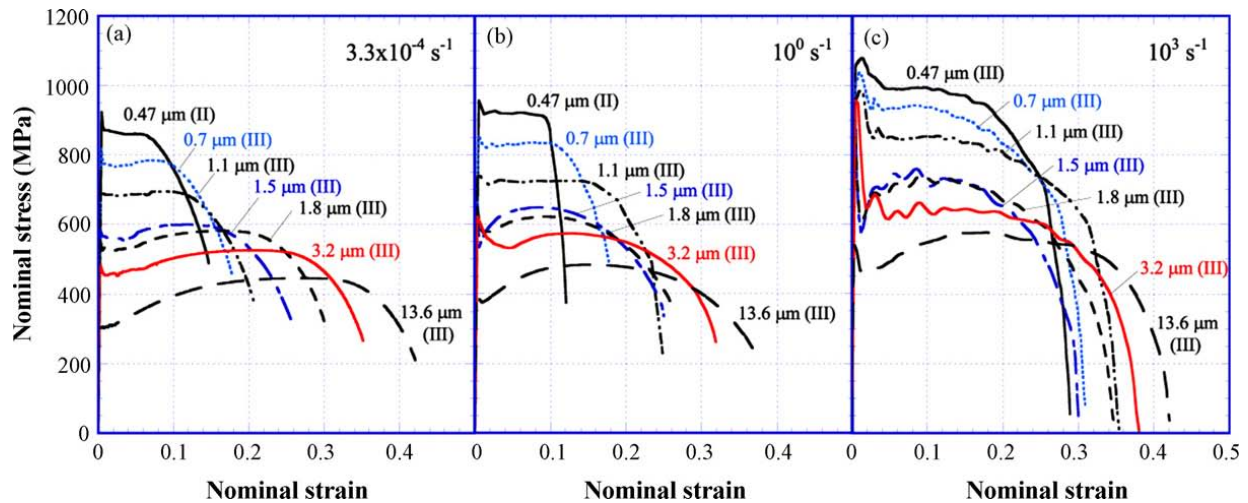 (a)
3.3x10⁻⁴ s⁻¹
0.47 μm (II)
0.7 μm (III)
1.1 μm (III)
1.5 μm (III)
1.8 μm (III)
3.2 μm (III)
13.6 μm
(III)
(b)
10⁰ s⁻¹
0.47 μm (II)
0.7 μm (III)
1.1 μm (III)
1.5 μm (III)
1.8 μm (III)
3.2 μm (III)
13.6 μm (III)
(c)
10³ s⁻¹
0.47 μm (III)
0.7 μm (III)
1.1 μm (III)
1.5 μm (III)
1.8 μm (III)
3.2 μm (III)
13.6 μm
(III)
Nominal stress (MPa)
1200
1000
800
600
400
200
0
0 0.1 0.2 0.3 0.4
0 0.1 0.2 0.3 0.4
0 0.1 0.2 0.3 0.4 0.5
Nominal strain
Nominal strain
Nominal strain